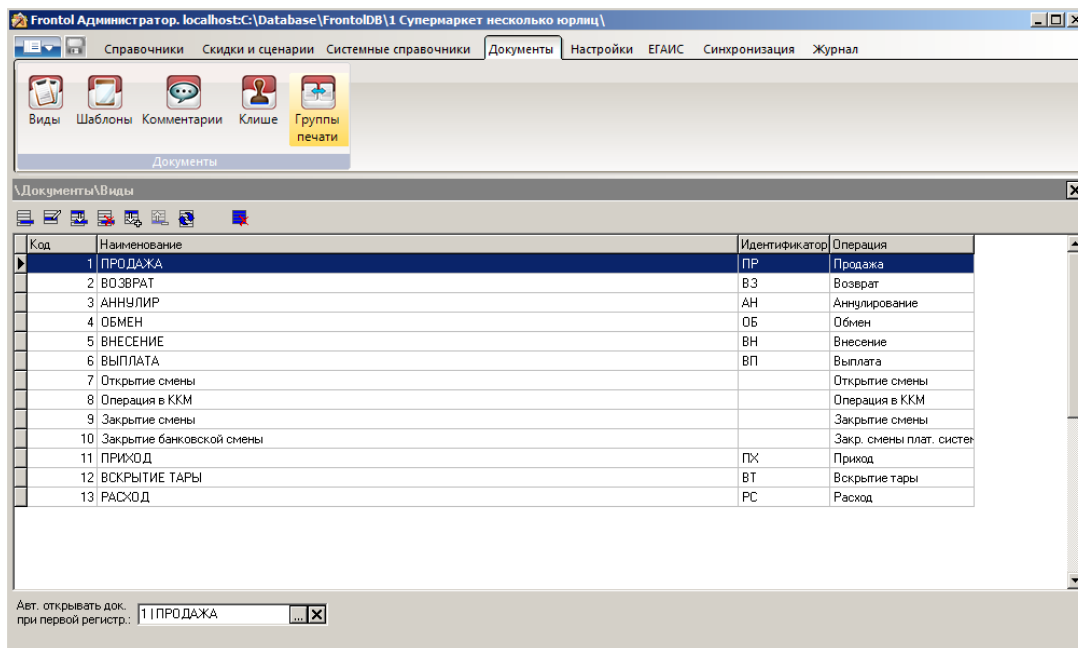 Frontol Администратор. localhost:C:\Database\FrontolDB\1 Супермаркет несколько юрлиц\
Справочники Скидки и сценарии Системные справочники Документы Настройки ЕГАИС Синхронизация Журнал
Виды Шаблоны Комментарии Клише Группы печати
Документы
\Документы\Виды
Код Наименование Идентификатор Операция
1 ПРОДАЖА ПР Продажа
2 ВОЗВРАТ ВЗ Возврат
3 АННУЛИР АН Аннулирование
4 ОБМЕН ОБ Обмен
5 ВНЕСЕНИЕ ВН Внесение
6 ВЫПЛАТА ВП Выплата
7 Открытие смены Открытие смены
8 Операция в ККМ Операция в ККМ
9 Закрытие смены Закрытие смены
10 Закрытие банковской смены Закр. смены плат. систем
11 ПРИХОД ПХ Приход
12 ВСКРЫТИЕ ТАРЫ ВТ Вскрытие тары
13 РАСХОД РС Расход
Авт. открывать док.
при первой регистр.: 1 | ПРОДАЖА ...